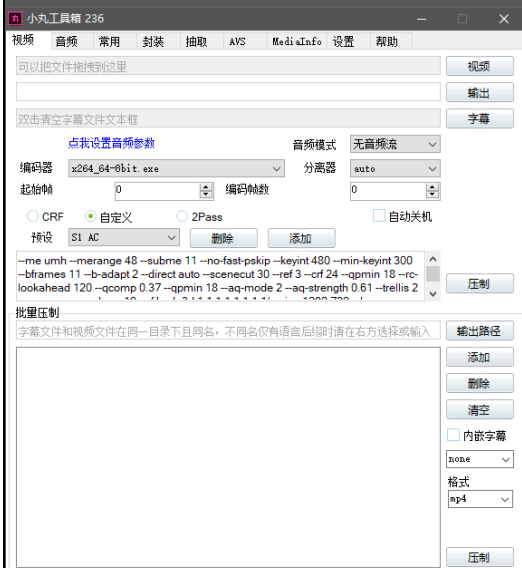 小丸工具箱 236
视频 音频 常用 封装 抽取 AVS MediaInfo 设置 帮助
可以把文件拖拽到这里 视频
输出
双击清空字幕文件文本框 字幕
点我设置音频参数 音频模式 无音频流
编码器 x264_64-8bit.exe 分离器 auto
起始帧 0 编码帧数 0
CRF 自定义 2Pass 自动关机
预设 S1 AC 删除 添加
--me umh --merange 48 --subme 11 --no-fast-pskip --keyint 480 --min-keyint 300
--bframes 11 --b-adapt 2 --direct auto --scenecut 30 --ref 3 --crf 24 --qpmin 18 --rc-
lookahead 120 --qcomp 0.37 --qpmin 18 --aq-mode 2 --aq-strength 0.61 --trellis 2
压制
批量压制
字幕文件和视频文件在同一目录下且同名，不同名仅有语言后缀时请在右方选择或输入 输出路径
添加
删除
清空
内嵌字幕
none
格式
mp4
压制